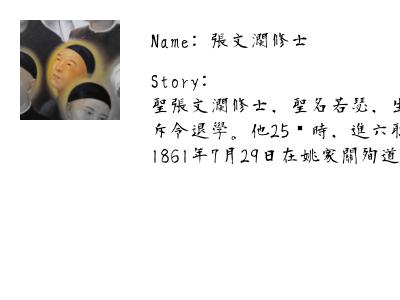 Name: 張文瀾修士
Story:
聖張文瀾修士, 聖名若瑟, 生
斥令退學。他25 時, 進六
1861年7月29日在姚家關殉道